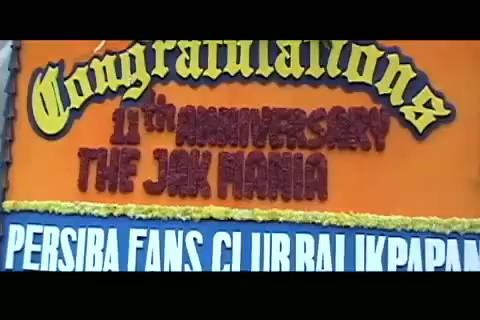 Congratulations
11th ANNIVERSARY
THE JAK MANIA
PERSIBA FANS CLUB BALIKPAPAN